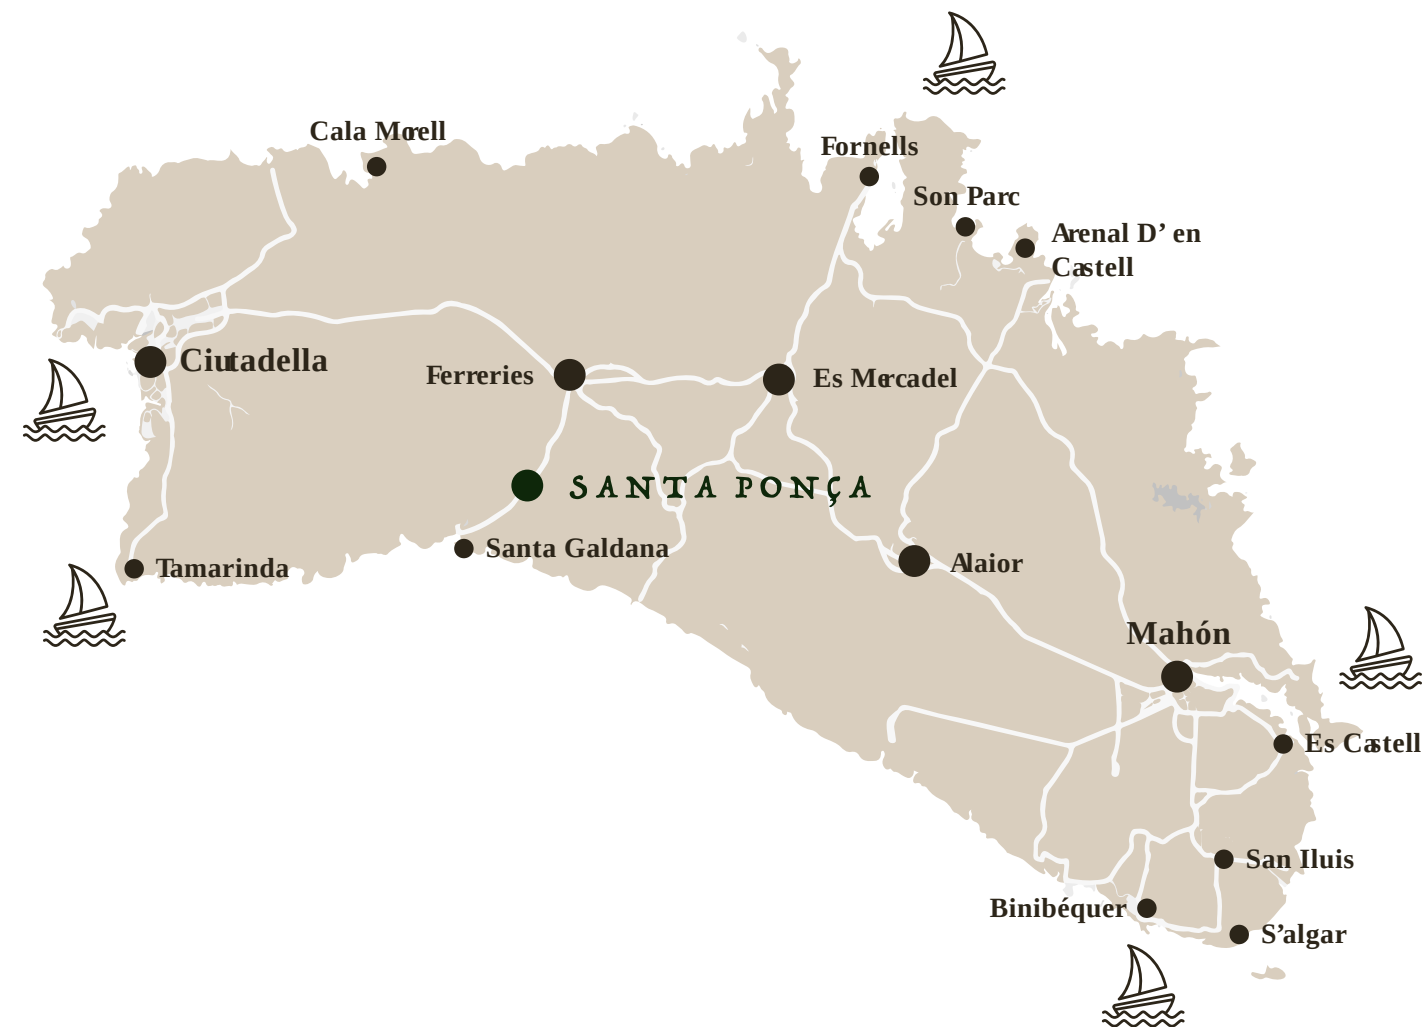 Cala Morell
Fornells
Son Parc
Arenal D' en
Castell
Ciutadella
Ferreries
Es Mercadel
SANTA PONÇA
Santa Galdana
Tamarinda
Alaior
Mahón
Es Castell
San Iluis
Binibéquer
S'algar